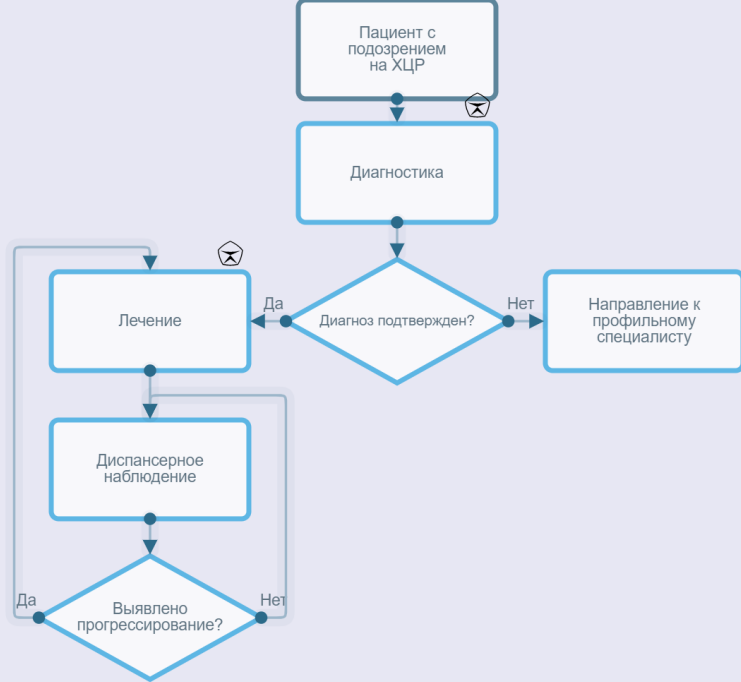 Пациент с
подозрением
на ХЦР
Диагностика
Диагноз подтвержден?
Да
Нет
Лечение
Направление к
профильному
специалисту
Диспансерное
наблюдение
Выявлено
прогрессирование?
Да
Нет